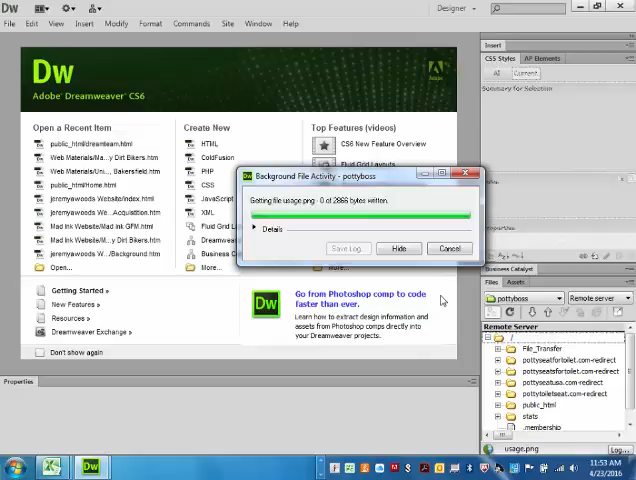 Dw File Edit View Insert Modify Format Commands Site Window Help
Designer
Dw
Adobe® Dreamweaver® CS6
Adobe
Open a Recent Item
public_html/dreamteam.html
Web Materials/Ma...y Dirt Bikers.htm
Web Materials/Uni... Bakersfield.htm
public_html/Home.html
jeremyawoods Website/index.html
jeremyawoods Website/...Acquisition.htm
Mad Ink Website/Mad Ink GFM.html
Mad Ink Website/MI Background.html
Open...
Create New
HTML
ColdFusion
PHP
CSS
JavaScript
XML
Fluid Grid L
Dreamwea
Business C
More...
Top Features (videos)
CS6 New Feature Overview
Fluid Grid Layouts
More...
Background File Activity - pottyboss
Getting file usage.png - 0 of 2866 bytes written.
Details
Save Log.
Hide
Cancel
Getting Started »
New Features »
Resources »
Dreamweaver Exchange »
Don't show again
Dw
Go from Photoshop comp to code
faster than ever.
Learn how to extract design information and
assets from Photoshop comps directly into
your Dreamweaver projects.
Properties
Insert
CSS Styles AP Elements
All Current
Summary for Selection
Business Catalyst
Files Assets
pottyboss Remote server
Remote Server
/
File_Transfer
pottyseatfortoilet.com-redirect
pottyseatsfortoilet.com-redirect
pottyseatusa.com-redirect
pottytoiletseat.com-redirect
public_html
stats
.membership
usage.png Log...
Dw
11:53 AM
4/23/2016